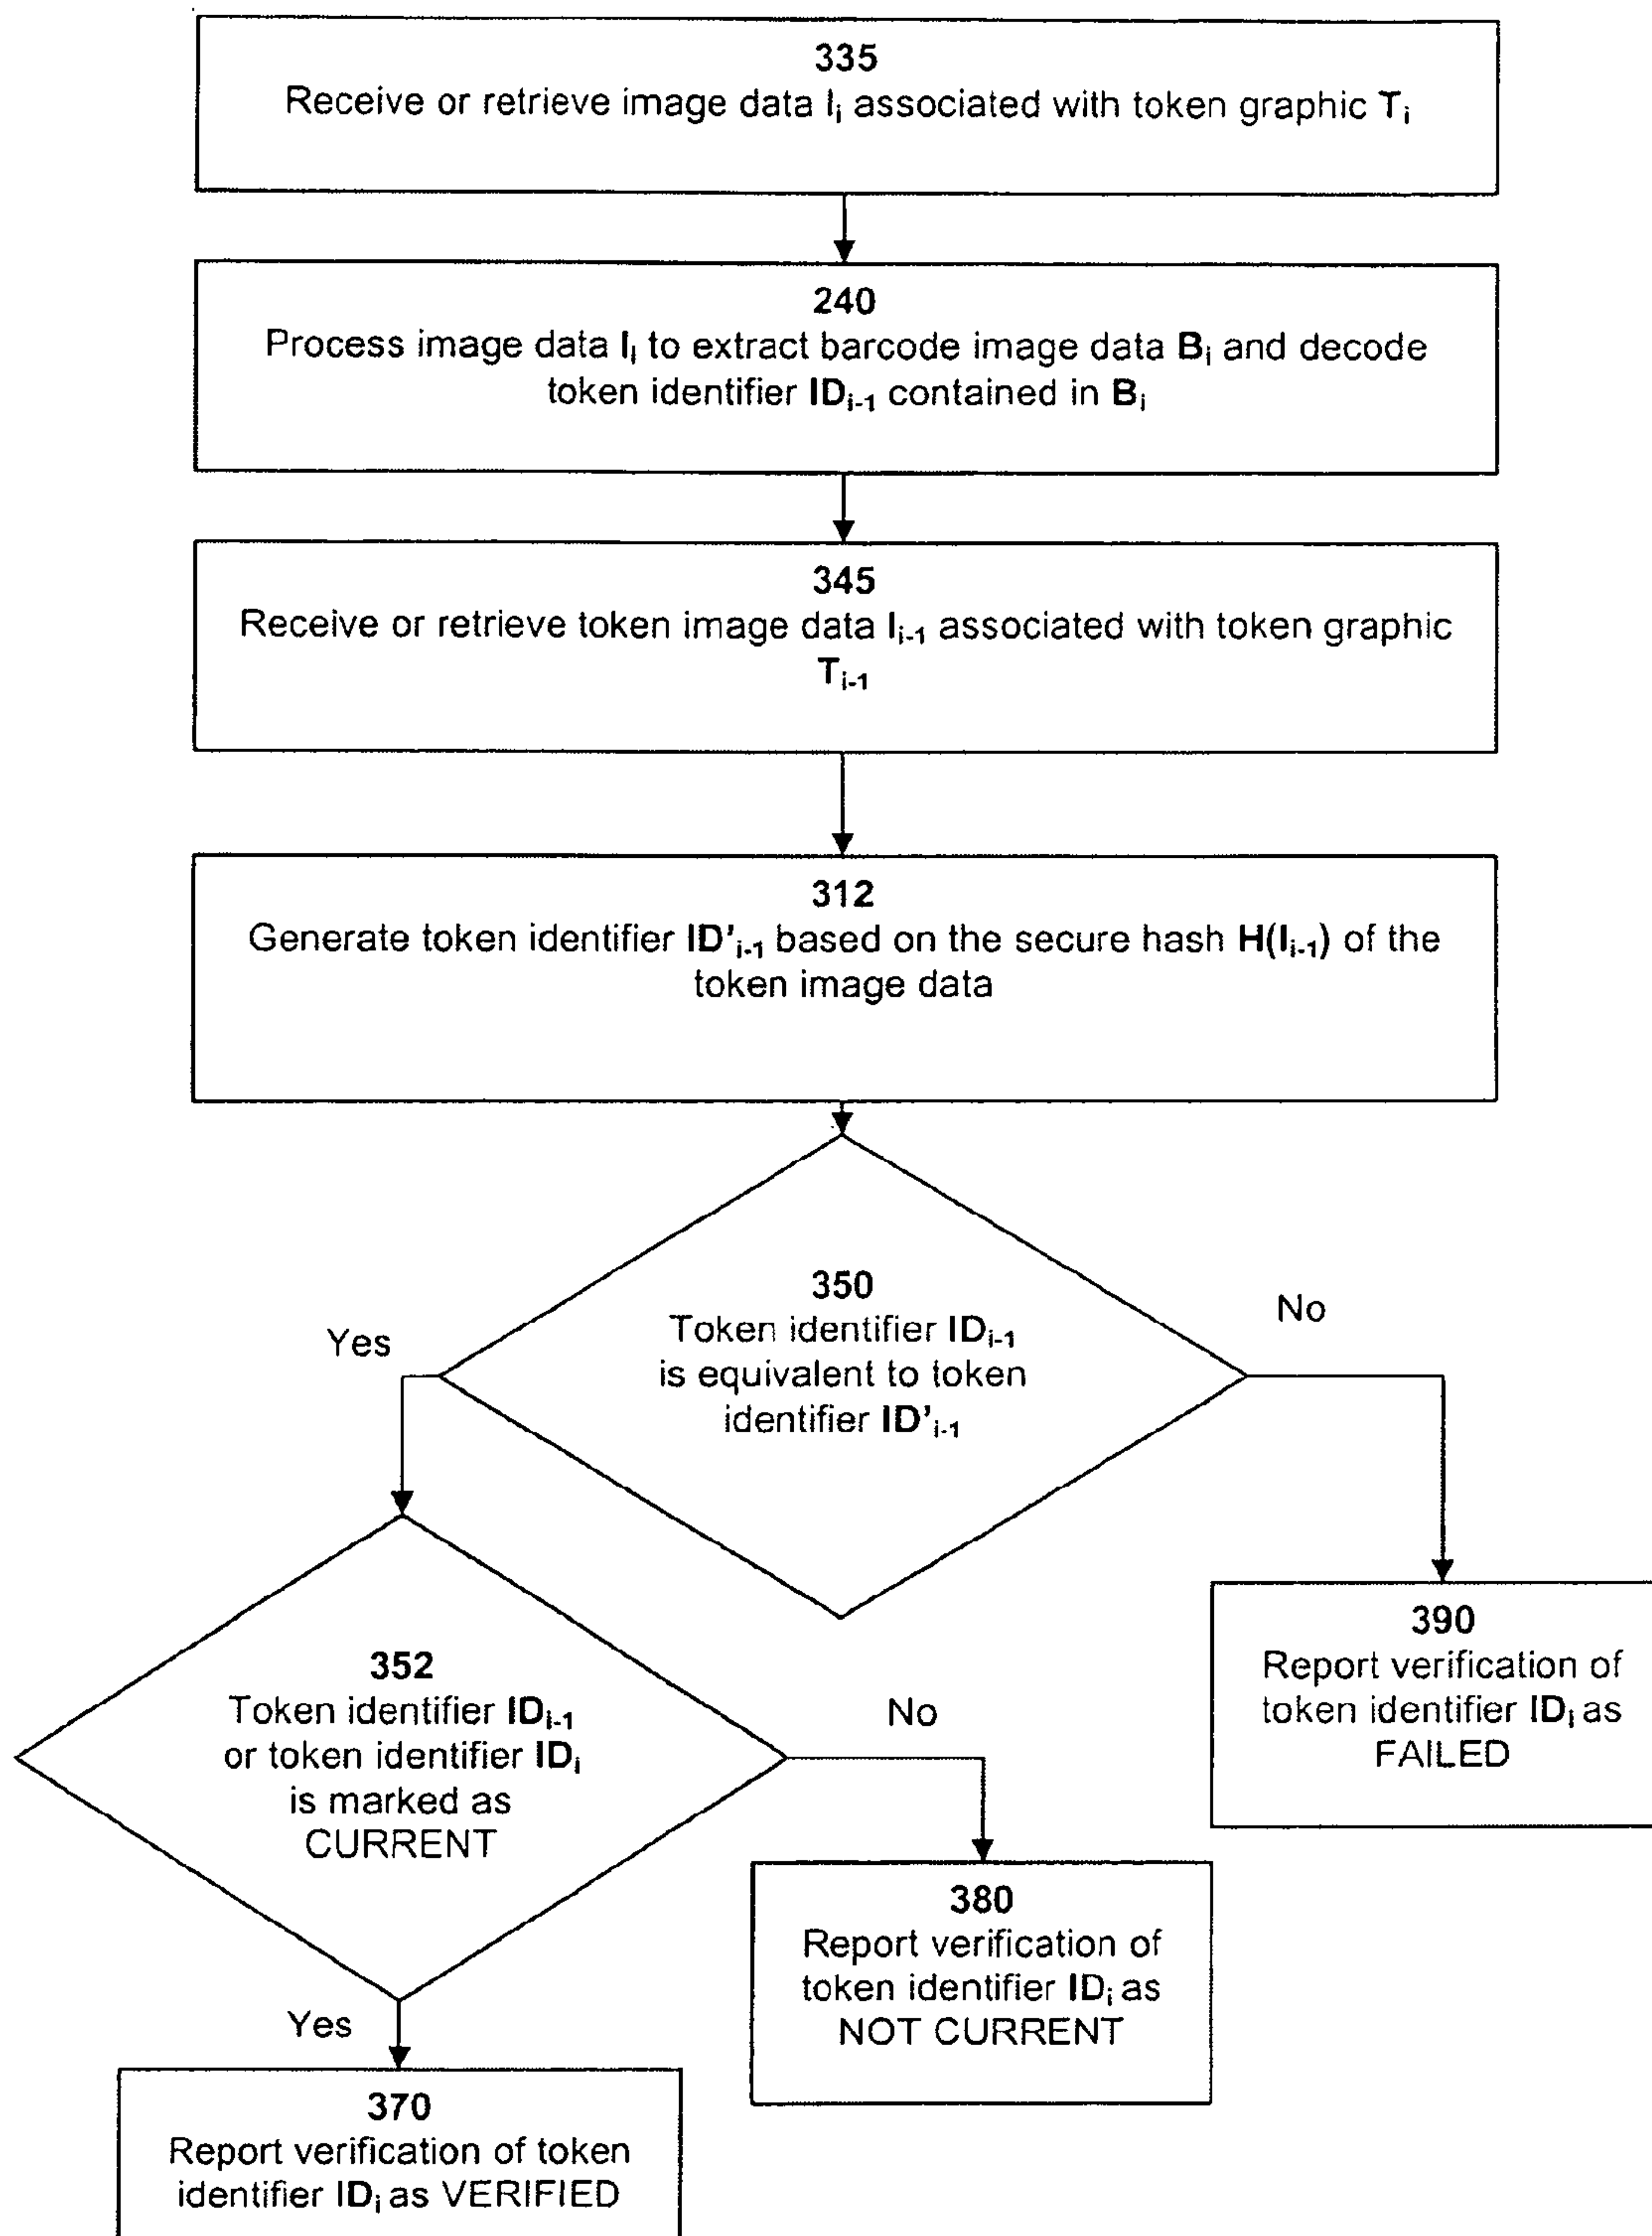 335
Receive or retrieve image data Iᵢ associated with token graphic Tᵢ
240
Process image data Iᵢ to extract barcode image data Bᵢ and decode
token identifier IDᵢ₋₁ contained in Bᵢ
345
Receive or retrieve token image data Iᵢ₋₁ associated with token graphic
Tᵢ₋₁
312
Generate token identifier ID'ᵢ₋₁ based on the secure hash H(Iᵢ₋₁) of the
token image data
350
Token identifier IDᵢ₋₁
is equivalent to token
identifier ID'ᵢ₋₁
Yes
No
352
Token identifier IDᵢ₋₁
or token identifier IDᵢ
is marked as
CURRENT
No
Yes
390
Report verification of
token identifier IDᵢ as
FAILED
380
Report verification of
token identifier IDᵢ as
NOT CURRENT
370
Report verification of token
identifier IDᵢ as VERIFIED